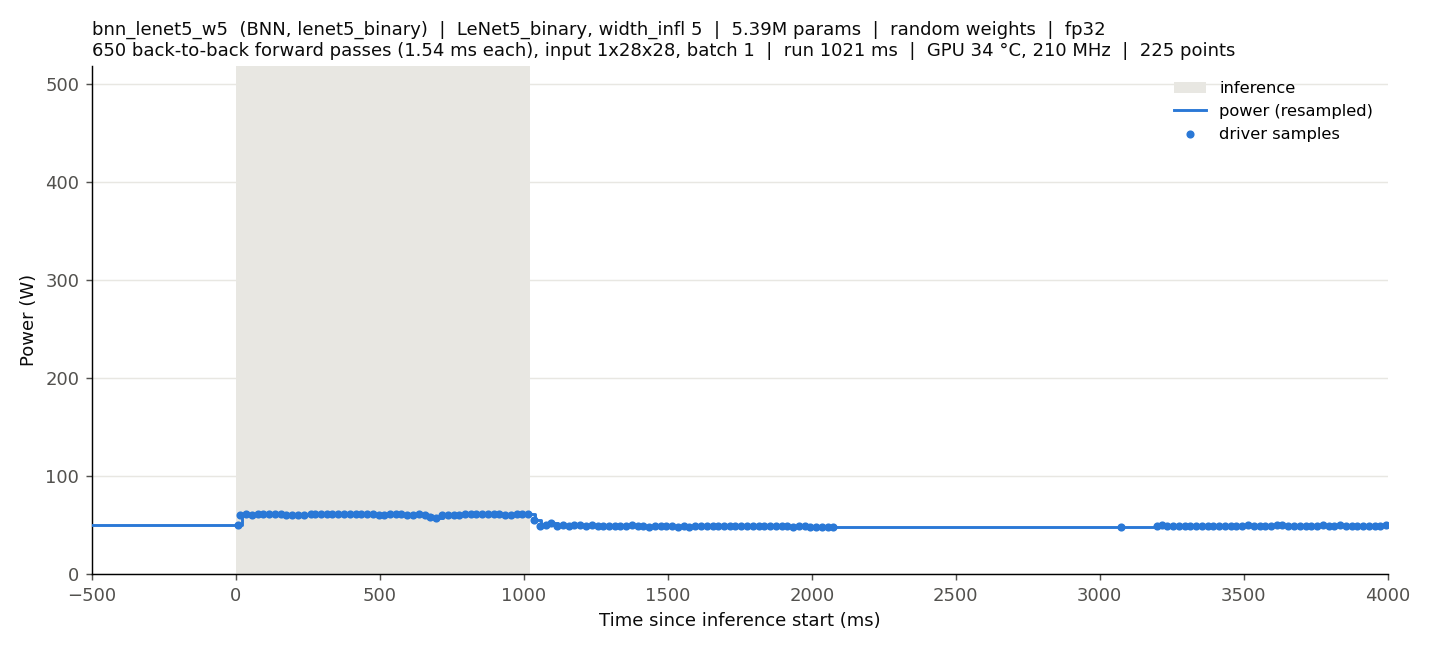 bnn_lenet5_w5  (BNN, lenet5_binary)  |  LeNet5_binary, width_infl 5  |  5.39M params  |  random weights  |  fp32
650 back-to-back forward passes (1.54 ms each), input 1x28x28, batch 1  |  run 1021 ms  |  GPU 34 °C, 210 MHz  |  225 points
inference
power (resampled)
driver samples
Power (W)
500
400
300
200
100
0
−500 0 500 1000 1500 2000 2500 3000 3500 4000
Time since inference start (ms)